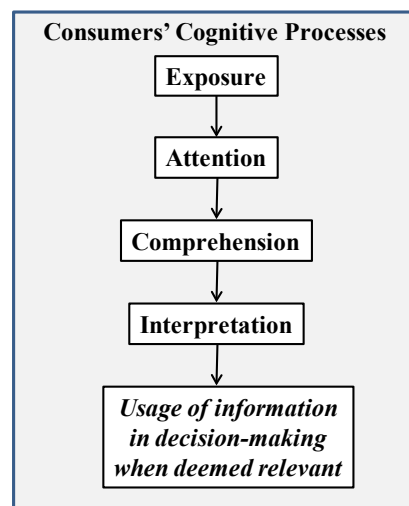 Consumers’ Cognitive Processes
Exposure
Attention
Comprehension
Interpretation
Usage of information
in decision-making
when deemed relevant